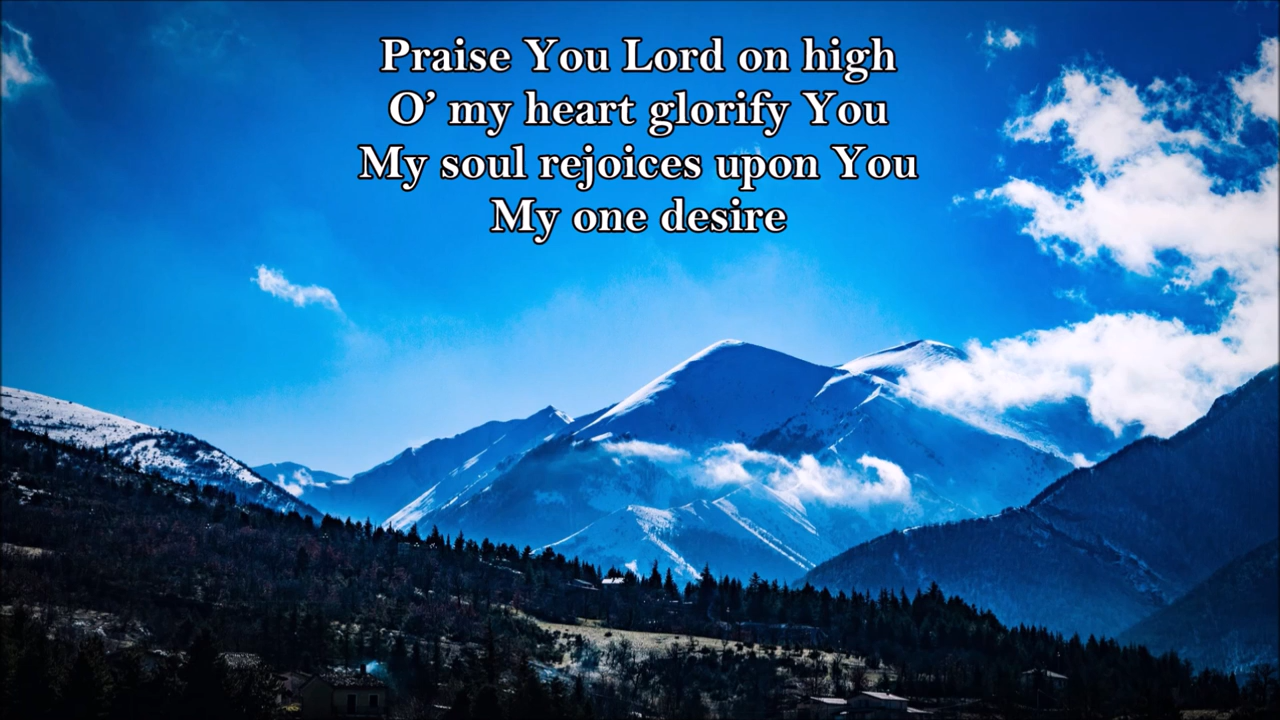 Praise You Lord on high
O’ my heart glorify You
My soul rejoices upon You
My one desire